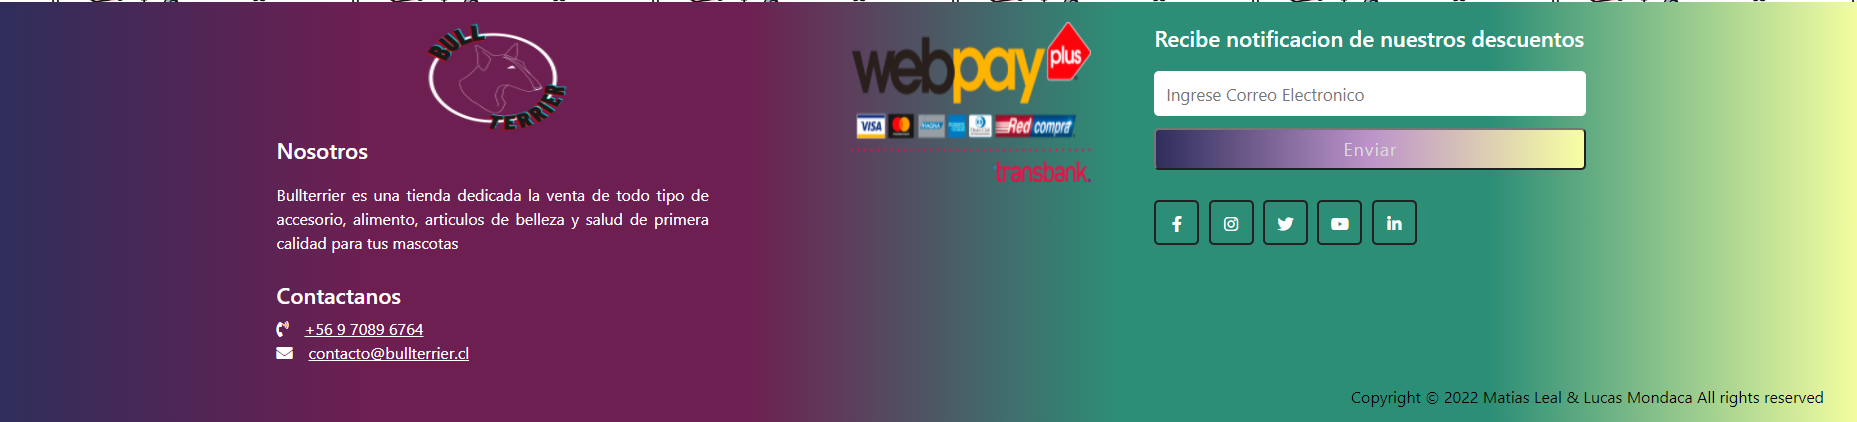 BULL
TERRIER
Nosotros
Bullterrier es una tienda dedicada la venta de todo tipo de
accesorio, alimento, articulos de belleza y salud de primera
calidad para tus mascotas
Contactanos
+56 9 7089 6764
contacto@bullterrier.cl
webpay plus
VISA MasterCard MAGNA Red compra
transbank.
Recibe notificacion de nuestros descuentos
Ingrese Correo Electronico
Enviar
Copyright © 2022 Matias Leal & Lucas Mondaca All rights reserved